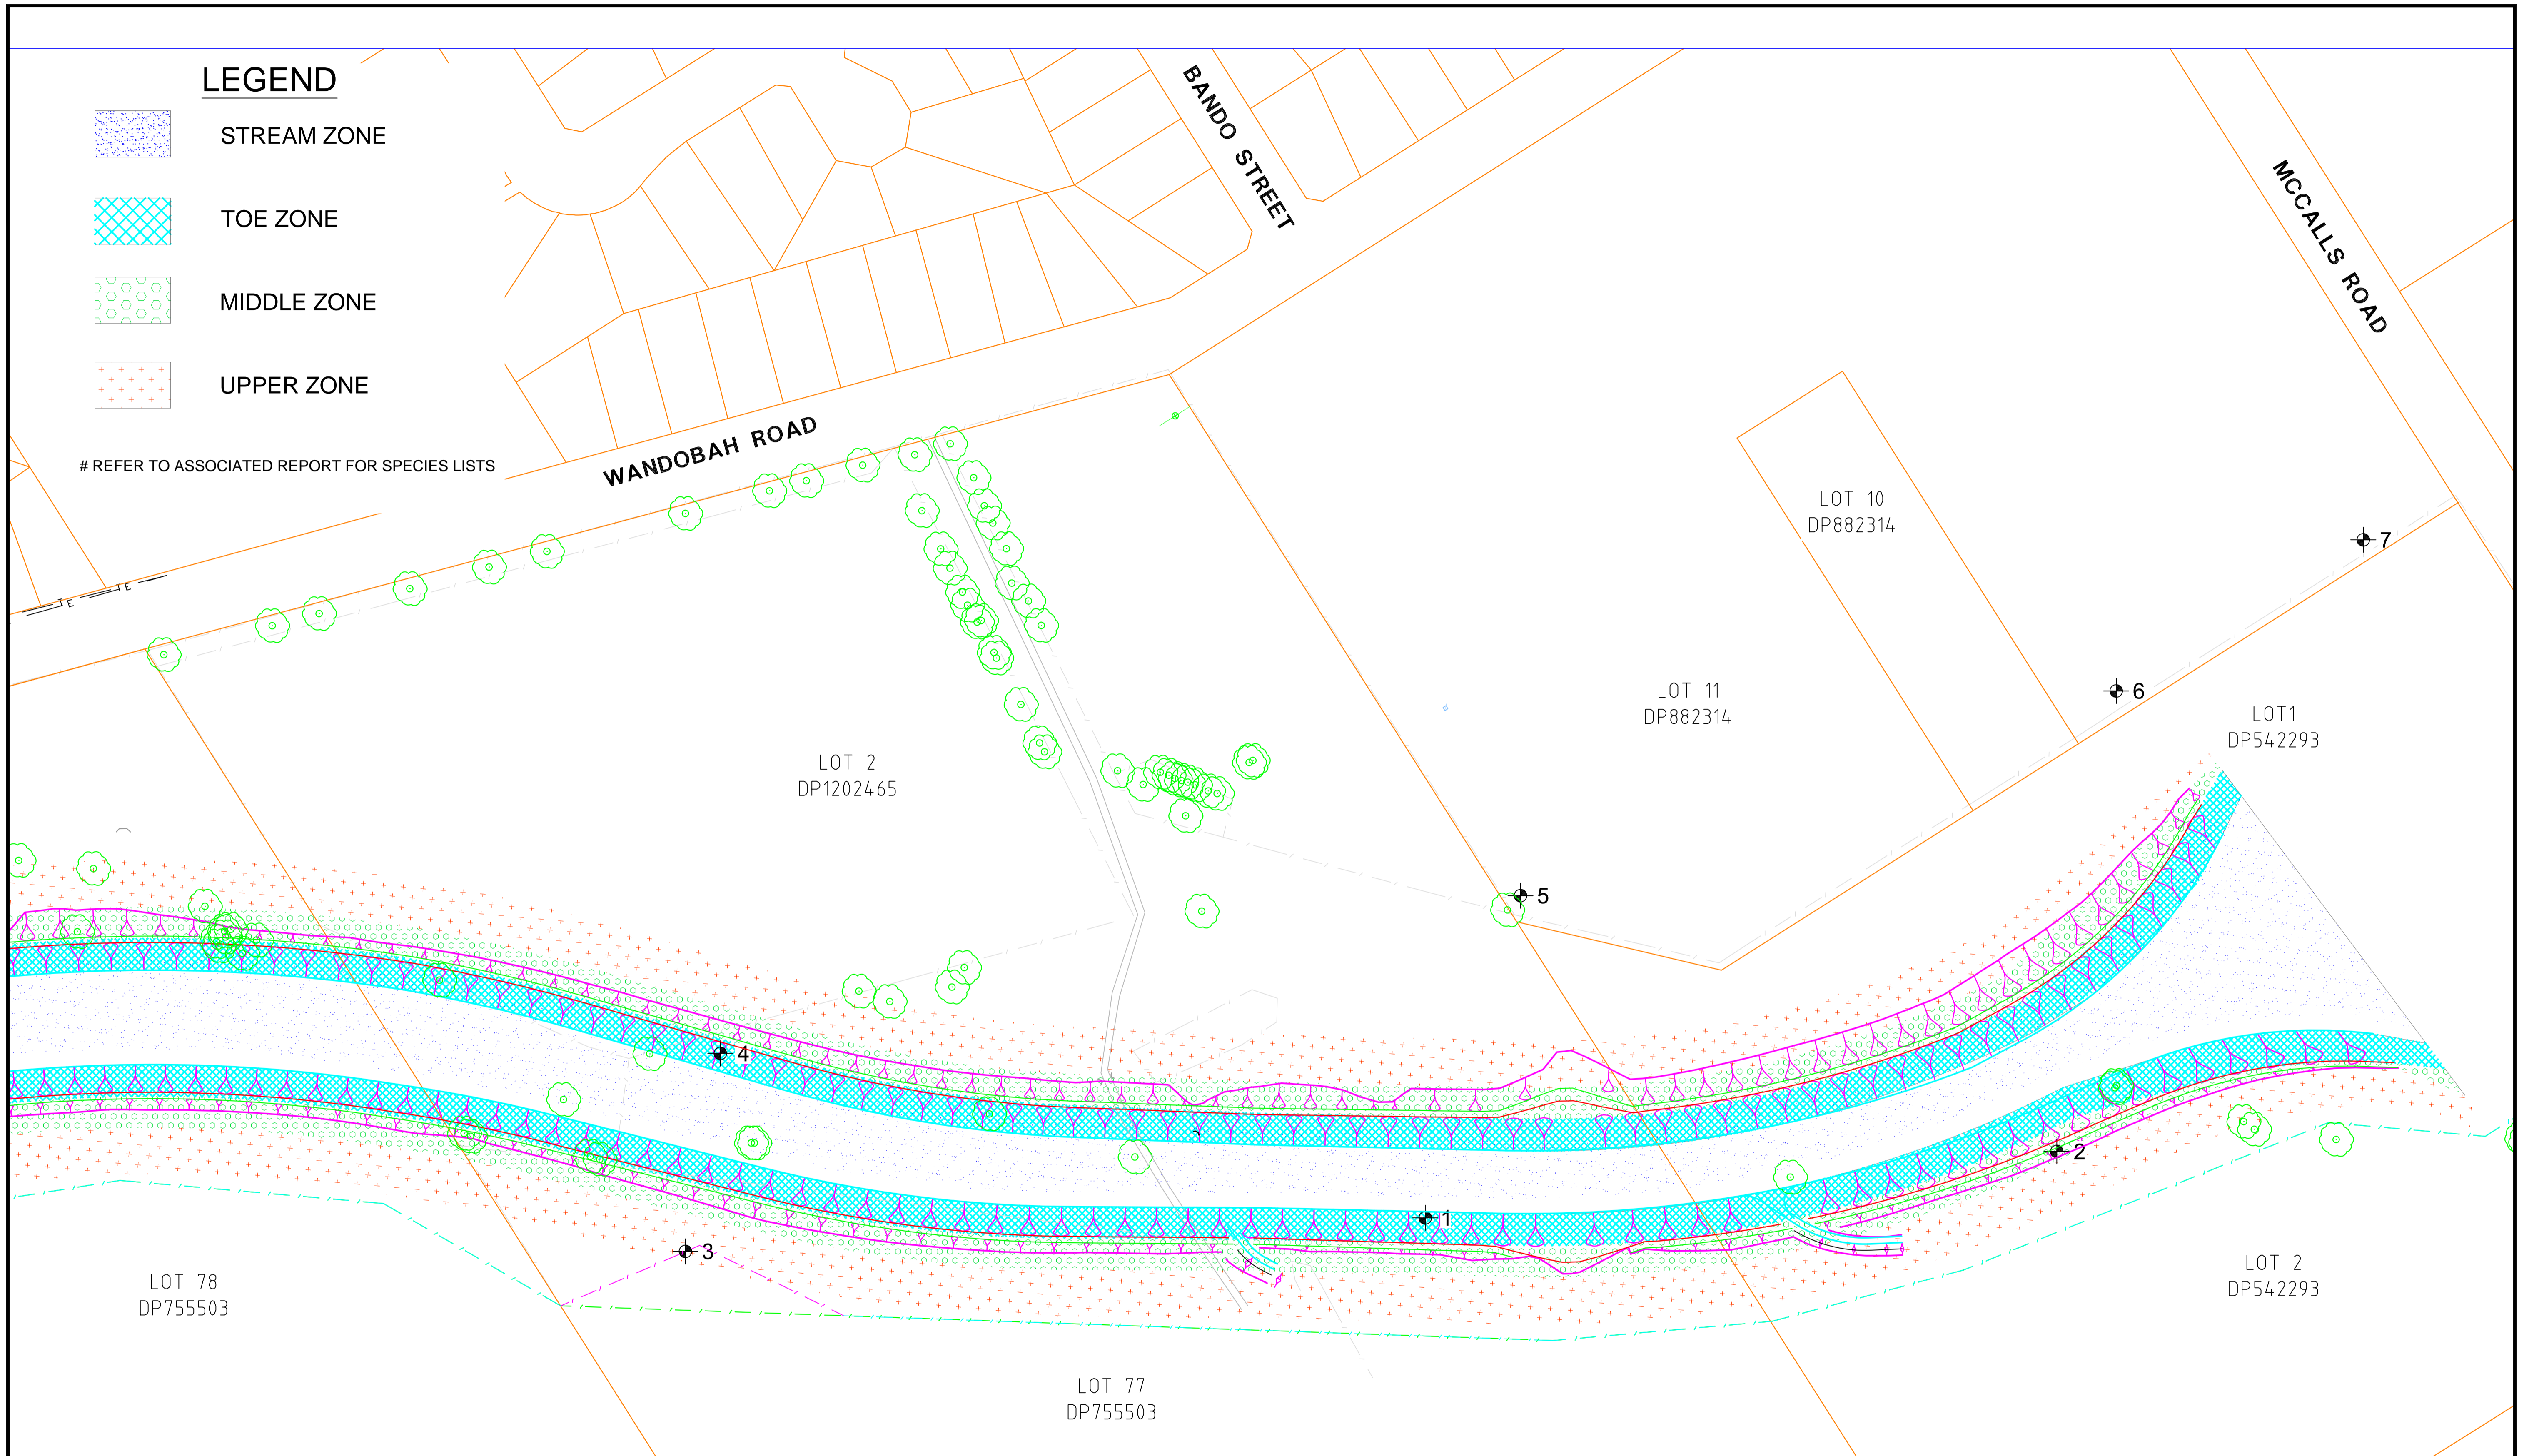 LEGEND
STREAM ZONE
TOE ZONE
MIDDLE ZONE
UPPER ZONE
# REFER TO ASSOCIATED REPORT FOR SPECIES LISTS
BANDO STREET
MCCALLS ROAD
WANDOBAH ROAD
T E
T E
LOT 10
DP882314
7
LOT 11
DP882314
6
LOT1
DP542293
LOT 2
DP1202465
5
4
2
1
3
LOT 78
DP755503
LOT 2
DP542293
LOT 77
DP755503